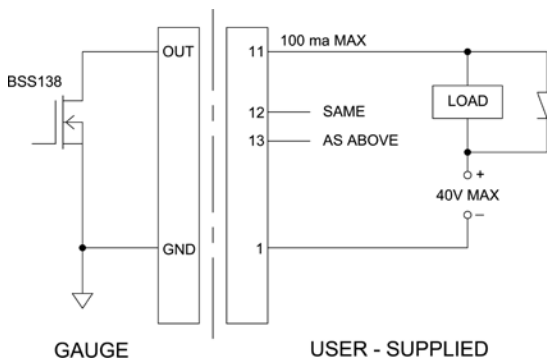 OUT
11
100 ma MAX
BSS138
LOAD
12
SAME
13
AS ABOVE
+
40V MAX
–
GND
1
GAUGE
USER - SUPPLIED